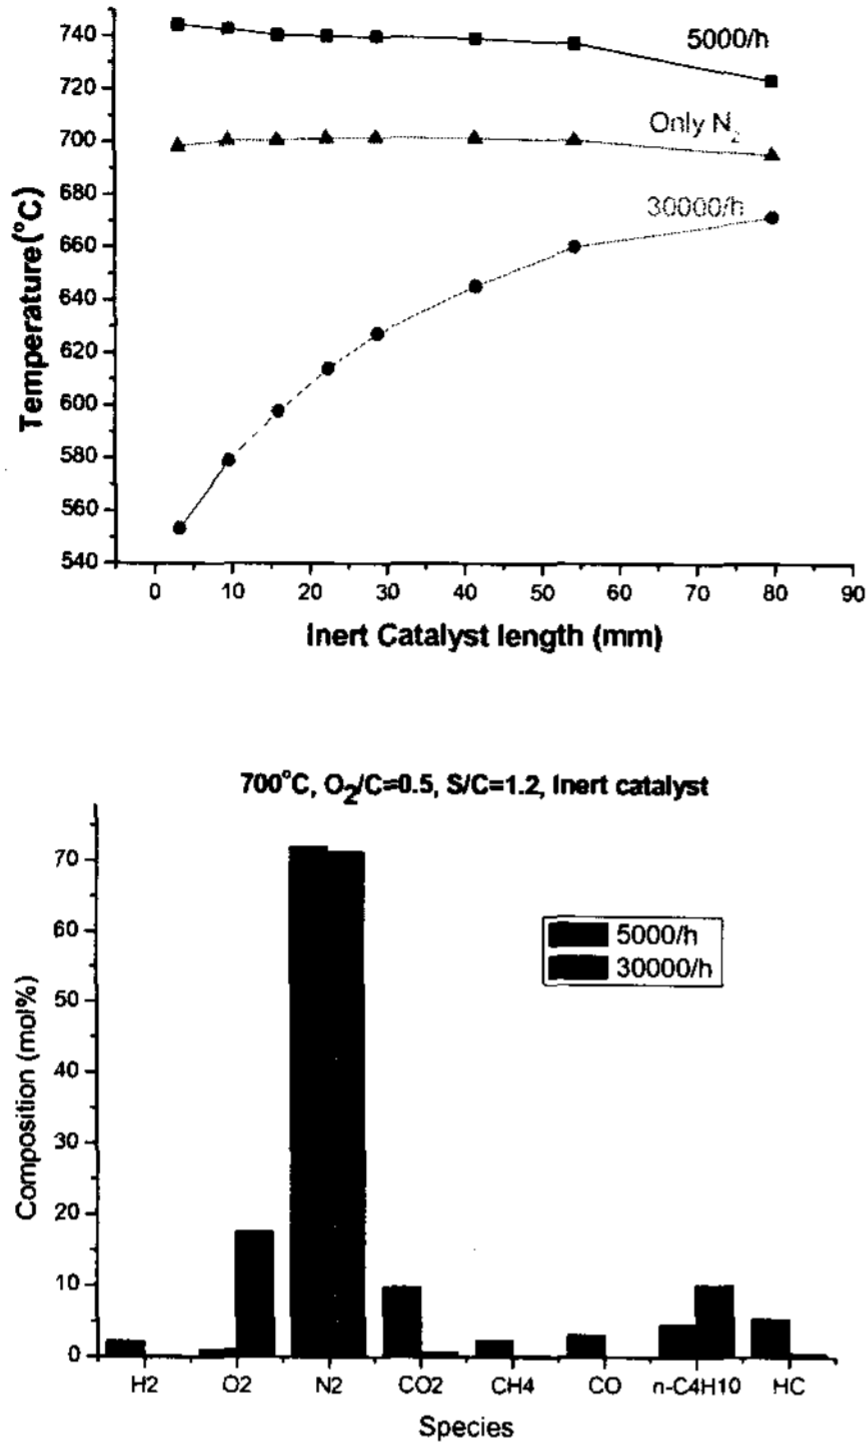 740
720
700
680
660
640
620
600
580
560
540
Temperature(°C)
5000/h
Only N2
30000/h
0 10 20 30 40 50 60 70 80 90
Inert Catalyst length (mm)
700°C, O2/C=0.5, S/C=1.2, Inert catalyst
70
60
50
40
30
20
10
0
Composition (mol%)
5000/h
30000/h
H2 O2 N2 CO2 CH4 CO n-C4H10 HC
Species